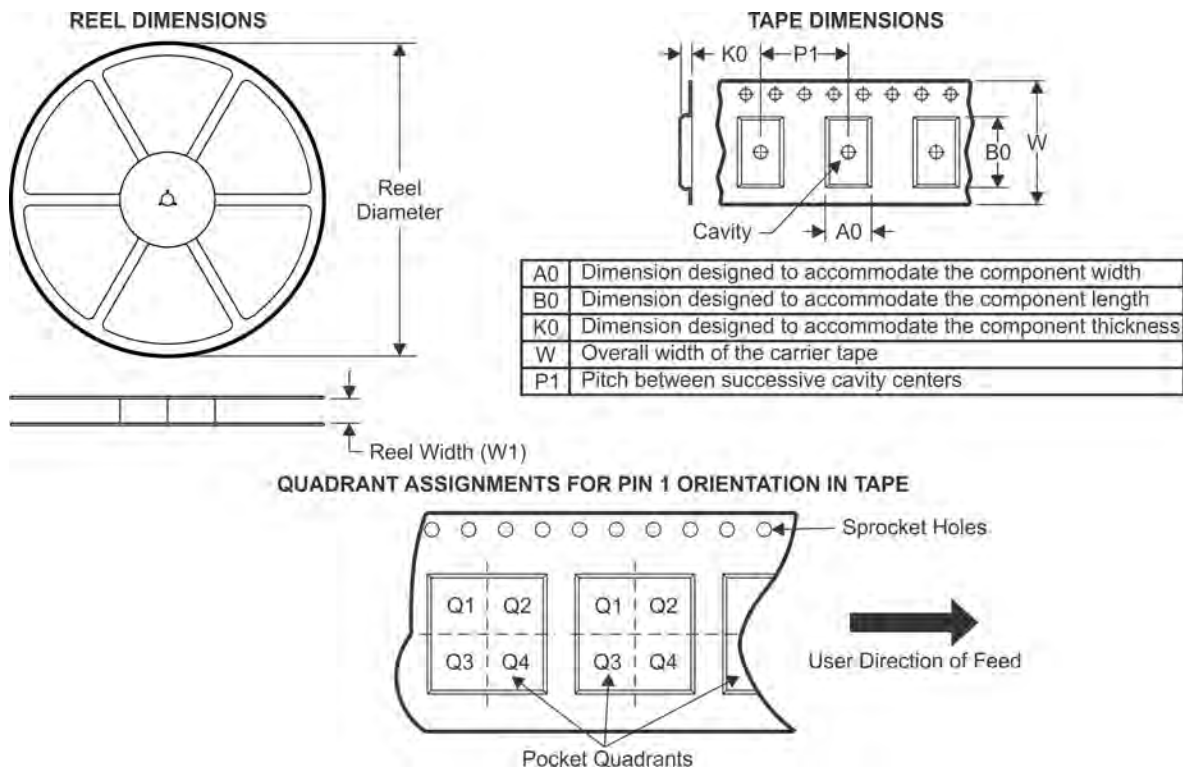 REEL DIMENSIONS
Reel
Diameter
Reel Width (W1)
TAPE DIMENSIONS
K0
P1
B0
W
Cavity
A0
A0 Dimension designed to accommodate the component width
B0 Dimension designed to accommodate the component length
K0 Dimension designed to accommodate the component thickness
W Overall width of the carrier tape
P1 Pitch between successive cavity centers
QUADRANT ASSIGNMENTS FOR PIN 1 ORIENTATION IN TAPE
Sprocket Holes
Q1 Q2 Q1 Q2
Q3 Q4 Q3 Q4
User Direction of Feed
Pocket Quadrants